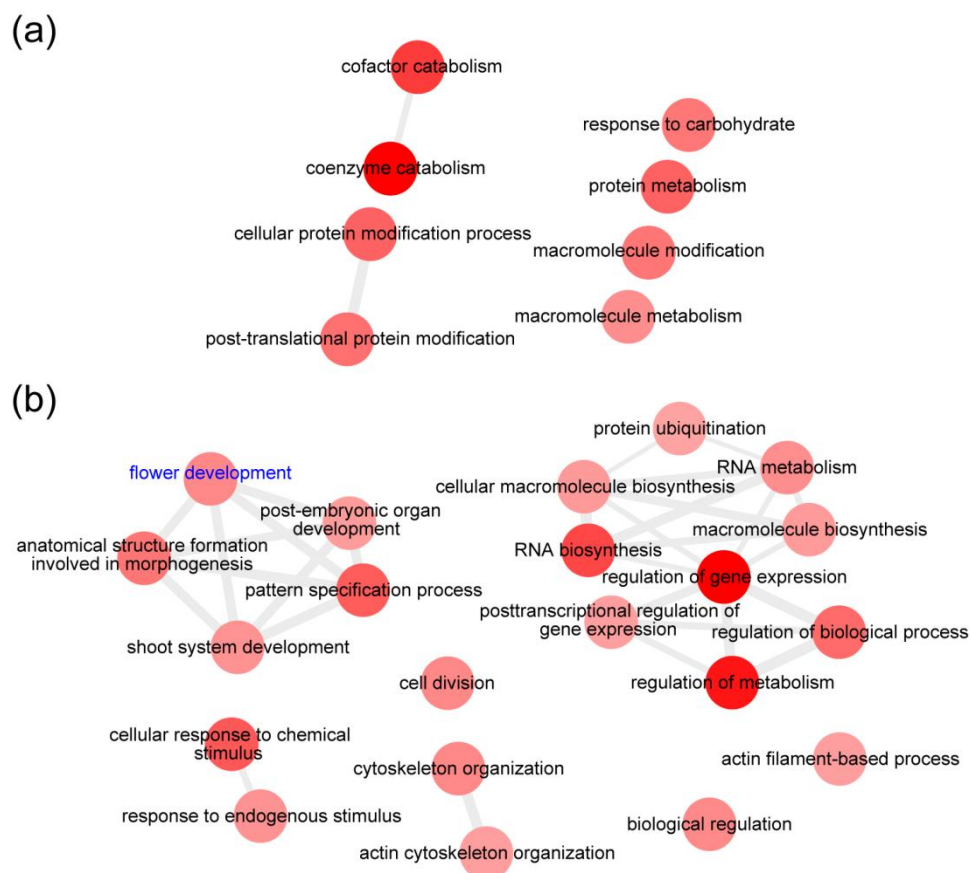 (a)
cofactor catabolism
response to carbohydrate
coenzyme catabolism
protein metabolism
cellular protein modification process
macromolecule modification
macromolecule metabolism
post-translational protein modification
(b)
protein ubiquitination
flower development
RNA metabolism
cellular macromolecule biosynthesis
post-embryonic organ
development
macromolecule biosynthesis
anatomical structure formation
involved in morphogenesis
RNA biosynthesis
regulation of gene expression
pattern specification process
posttranscriptional regulation of
gene expression
regulation of biological process
shoot system development
cell division
regulation of metabolism
cellular response to chemical
stimulus
cytoskeleton organization
actin filament-based process
response to endogenous stimulus
biological regulation
actin cytoskeleton organization